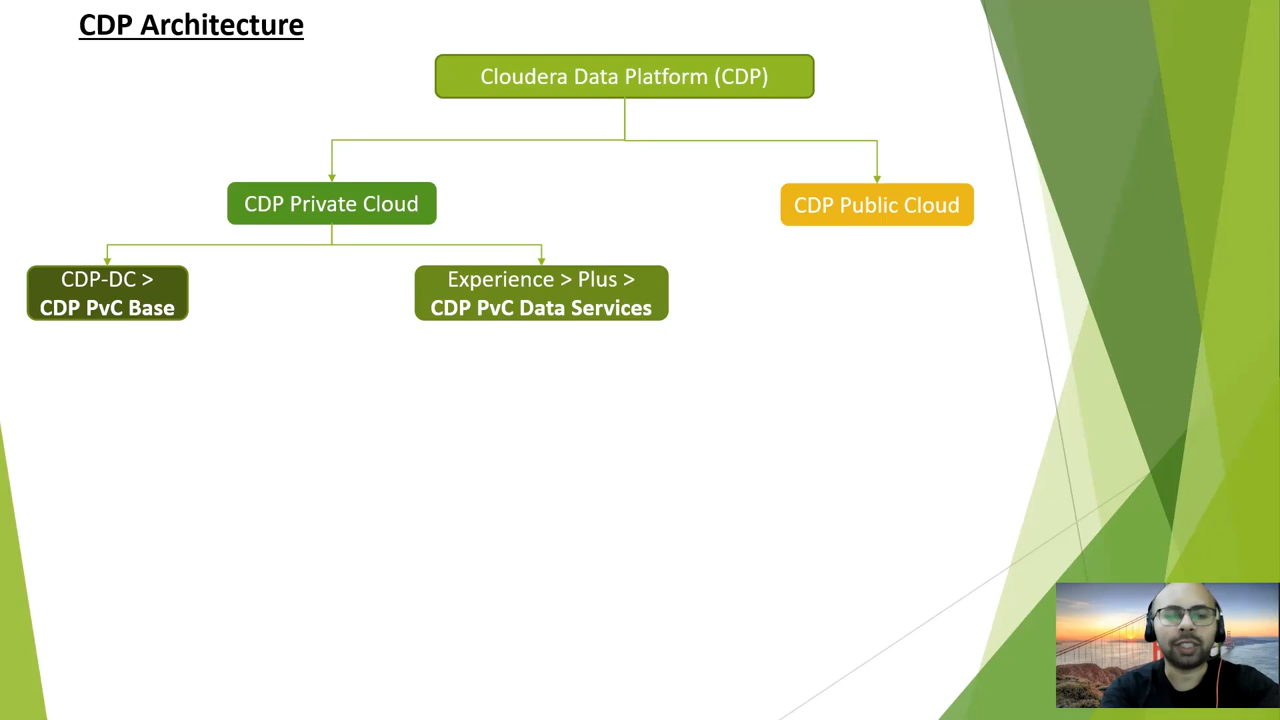 CDP Architecture
Cloudera Data Platform (CDP)
CDP Private Cloud
CDP Public Cloud
CDP-DC >
CDP PvC Base
Experience > Plus >
CDP PvC Data Services